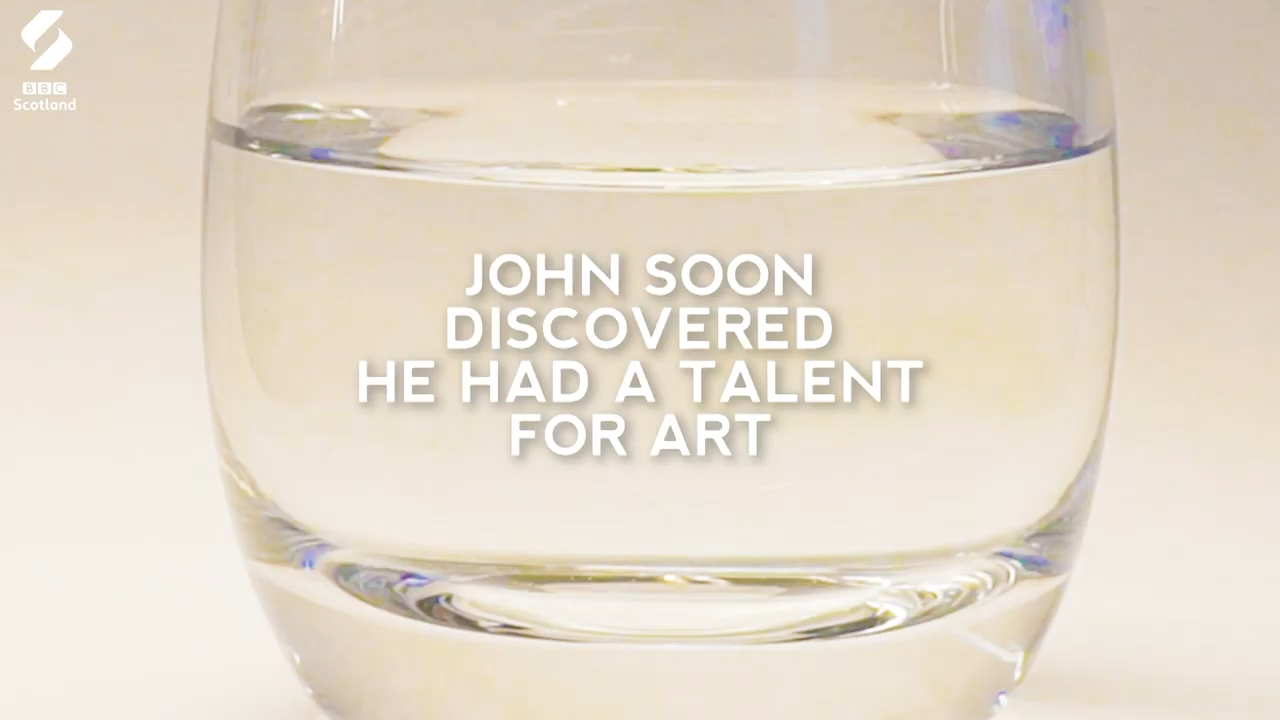 BBC
Scotland
JOHN SOON
DISCOVERED
HE HAD A TALENT
FOR ART